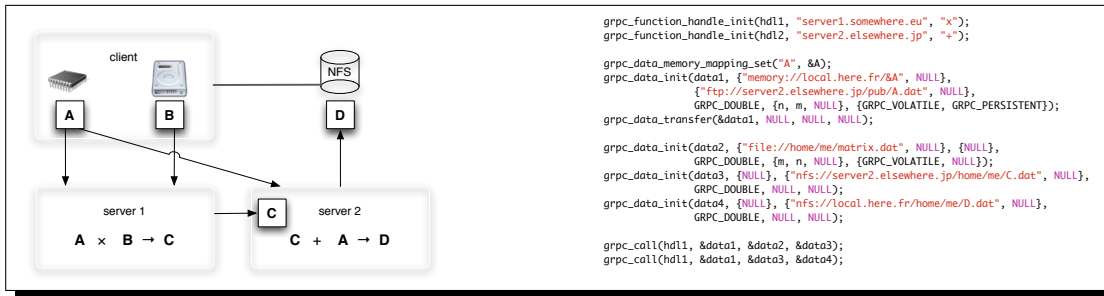 client
NFS
A
B
D
server 1
A × B → C
C
server 2
C + A → D
grpc_function_handle_init(hdl1, "server1.somewhere.eu", "x");
grpc_function_handle_init(hdl2, "server2.elsewhere.jp", "+");
grpc_data_memory_mapping_set("A", &A);
grpc_data_init(data1, {"memory://local.here.fr/&A", NULL},
{"ftp://server2.elsewhere.jp/pub/A.dat", NULL},
GRPC_DOUBLE, {n, m, NULL}, {GRPC_VOLATILE, GRPC_PERSISTENT});
grpc_data_transfer(&data1, NULL, NULL, NULL);
grpc_data_init(data2, {"file://home/me/matrix.dat", NULL}, {NULL},
GRPC_DOUBLE, {m, n, NULL}, {GRPC_VOLATILE, NULL});
grpc_data_init(data3, {NULL}, {"nfs://server2.elsewhere.jp/home/me/C.dat", NULL},
GRPC_DOUBLE, NULL, NULL);
grpc_data_init(data4, {NULL}, {"nfs://local.here.fr/home/me/D.dat", NULL},
GRPC_DOUBLE, NULL, NULL);
grpc_call(hdl1, &data1, &data2, &data3);
grpc_call(hdl1, &data1, &data3, &data4);